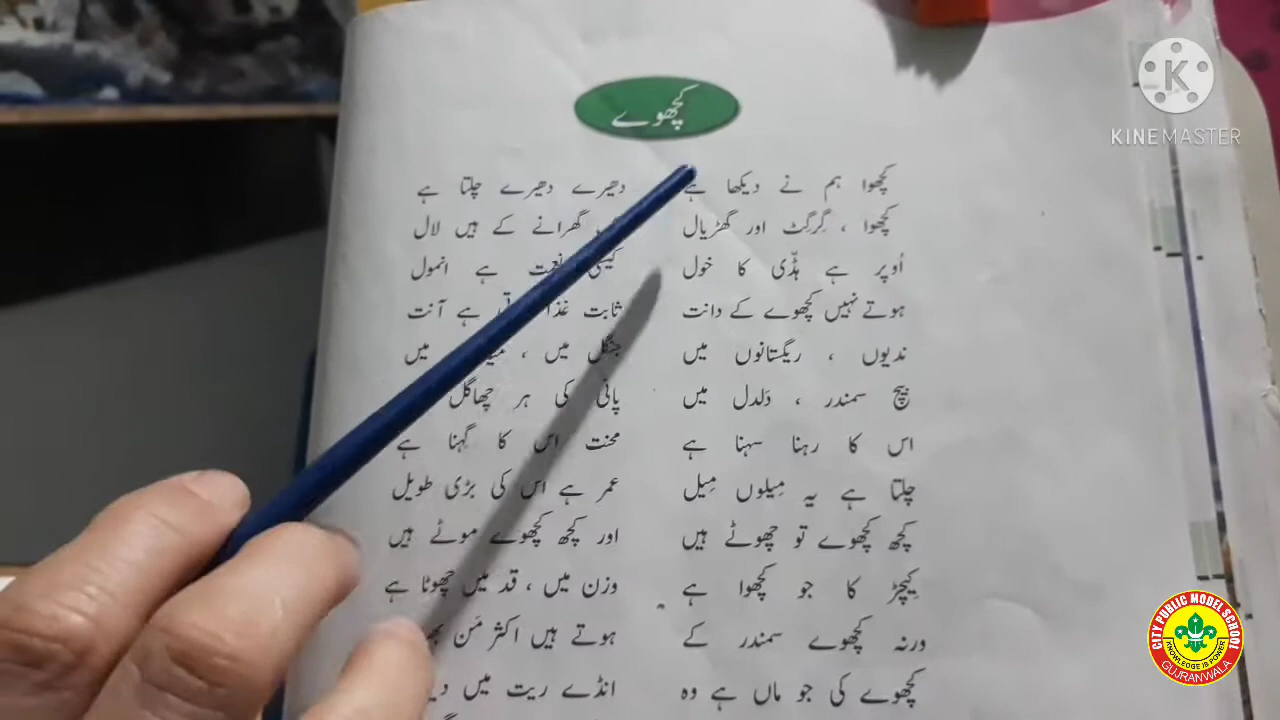 KINEMASTER
کچھوے
کچھوا ہم نے دیکھا ہے دھیرے دھیرے چلتا ہے
کچھوا ، گِرگِٹ اور گھڑیال گھرانے کے ہیں لال
اُوپر ہے ہڈّی کا خول کیسی نعمت ہے انمول
ہوتے نہیں کچھوے کے دانت ثابت غذا ہے آنت
ندیوں ، ریگستانوں میں جنگل میں ، میں
بیچ سمندر ، دَلدل میں پانی کی ہر چھاگل
اس کا رہنا سہنا ہے محنت اس کا گہنا ہے
چلتا ہے یہ مِیلوں مِیل عمر ہے اس کی بڑی طویل
کچھ کچھوے تو چھوٹے ہیں اور کچھ کچھوے موٹے ہیں
کیچڑ کا جو کچھوا ہے وزن میں ، قد میں چھوٹا ہے
ورنہ کچھوے سمندر کے ہوتے ہیں اکثر مَن
کچھوے کی جو ماں ہے وہ انڈے ریت میں
CITY PUBLIC MODEL SCHOOL
KNOWLEDGE IS POWER
GUJRANWALA